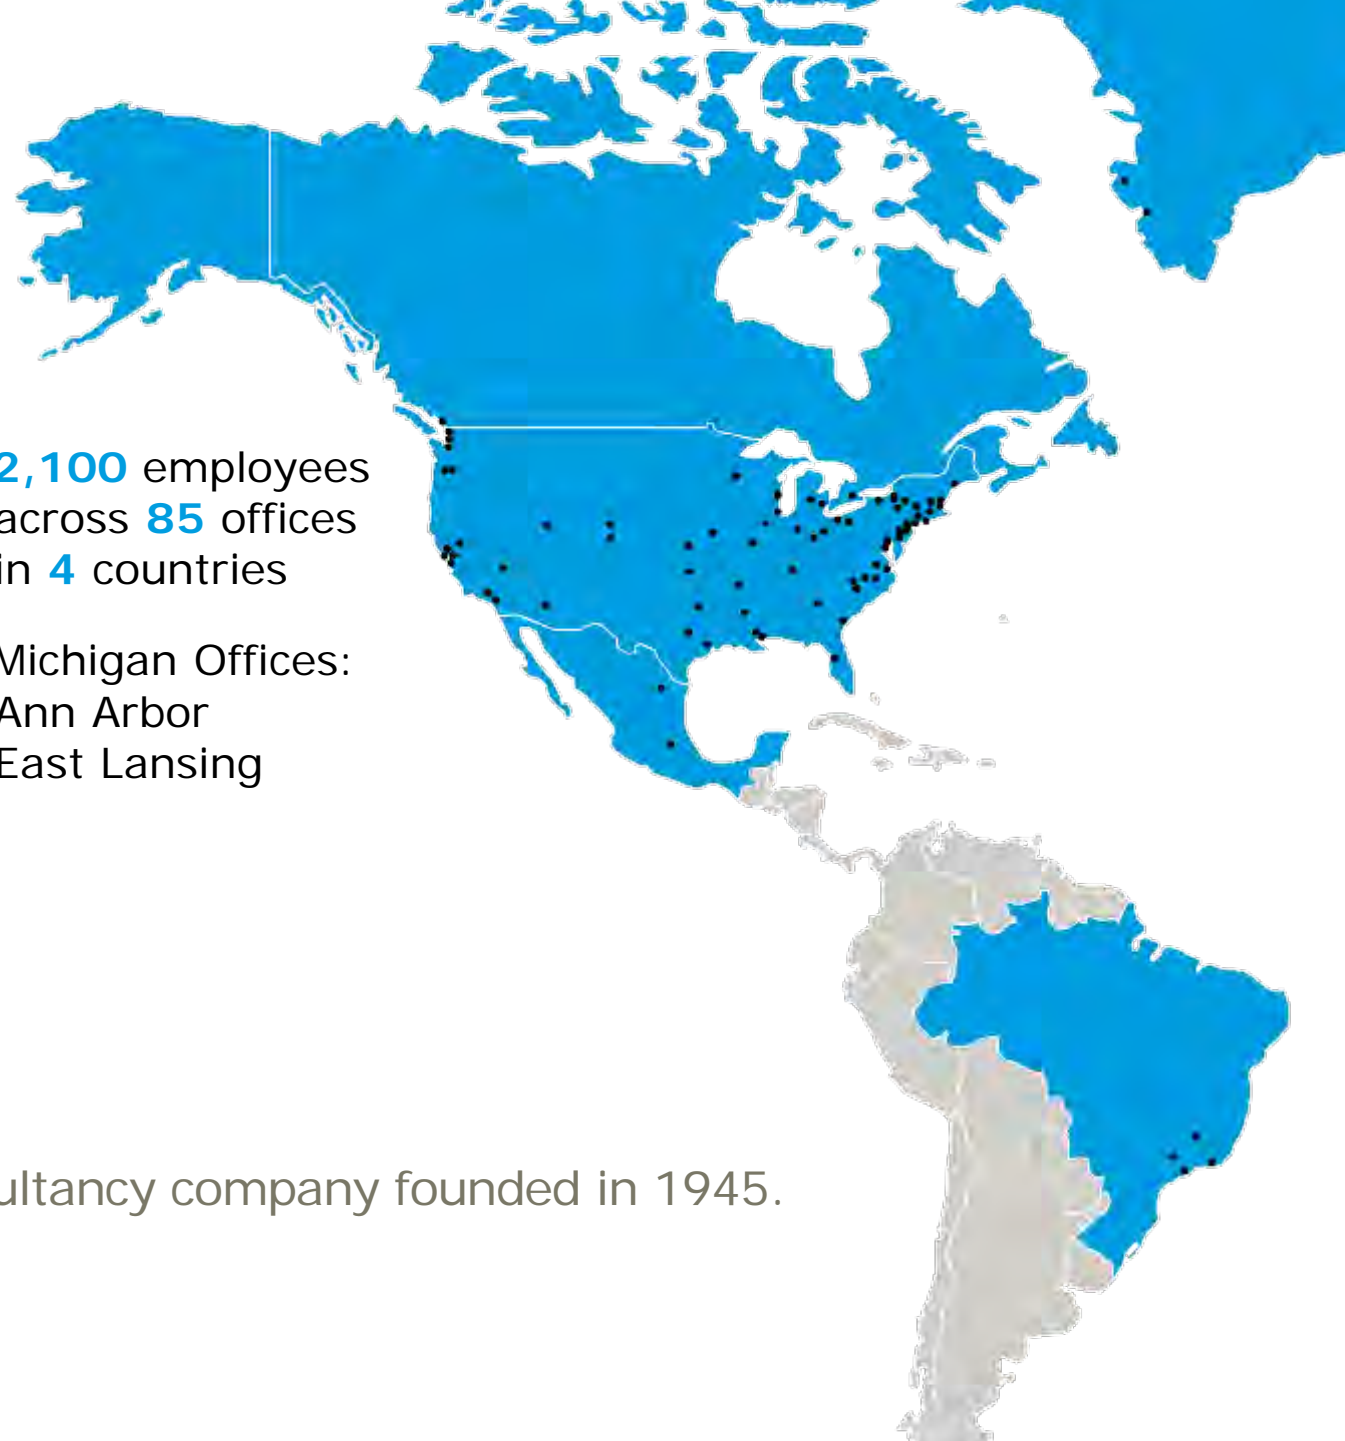 2,100 employees
across 85 offices
in 4 countries
Michigan Offices:
Ann Arbor
East Lansing
company founded in 1945.